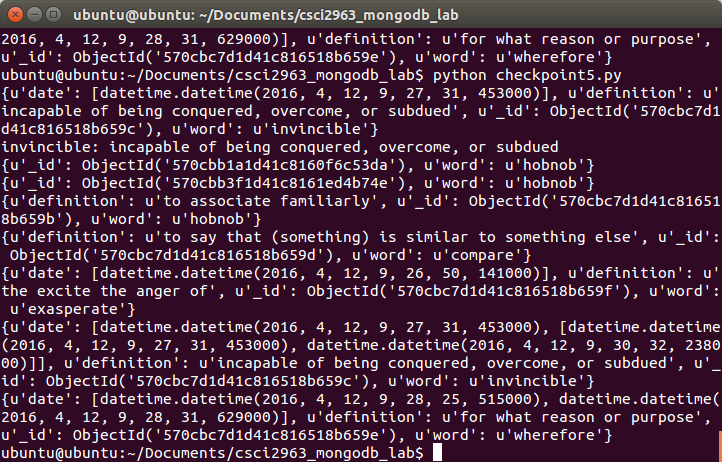 ubuntu@ubuntu: ~/Documents/csci2963_mongodb_lab
2016, 4, 12, 9, 28, 31, 629000)], u'definition': u'for what reason or purpose',
u'_id': ObjectId('570cbc7d1d41c816518b659e'), u'word': u'wherefore'}
ubuntu@ubuntu:~/Documents/csci2963_mongodb_lab$ python checkpoint5.py
{u'date': [datetime.datetime(2016, 4, 12, 9, 27, 31, 453000)], u'definition': u'
incapable of being conquered, overcome, or subdued', u'_id': ObjectId('570cbc7d1
d41c816518b659c'), u'word': u'invincible'}
invincible: incapable of being conquered, overcome, or subdued
{u'_id': ObjectId('570cbb1a1d41c8160f6c53da'), u'word': u'hobnob'}
{u'_id': ObjectId('570cbb3f1d41c8161ed4b74e'), u'word': u'hobnob'}
{u'definition': u'to associate familiarly', u'_id': ObjectId('570cbc7d1d41c81651
8b659b'), u'word': u'hobnob'}
{u'definition': u'to say that (something) is similar to something else', u'_id':
 ObjectId('570cbc7d1d41c816518b659d'), u'word': u'compare'}
{u'date': [datetime.datetime(2016, 4, 12, 9, 26, 50, 141000)], u'definition': u'
the excite the anger of', u'_id': ObjectId('570cbc7d1d41c816518b659f'), u'word':
 u'exasperate'}
{u'date': [datetime.datetime(2016, 4, 12, 9, 27, 31, 453000), [datetime.datetime
(2016, 4, 12, 9, 27, 31, 453000), datetime.datetime(2016, 4, 12, 9, 30, 32, 2380
00)]], u'definition': u'incapable of being conquered, overcome, or subdued', u'_
id': ObjectId('570cbc7d1d41c816518b659c'), u'word': u'invincible'}
{u'date': [datetime.datetime(2016, 4, 12, 9, 28, 25, 515000), datetime.datetime(
2016, 4, 12, 9, 28, 31, 629000)], u'definition': u'for what reason or purpose',
u'_id': ObjectId('570cbc7d1d41c816518b659e'), u'word': u'wherefore'}
ubuntu@ubuntu:~/Documents/csci2963_mongodb_lab$